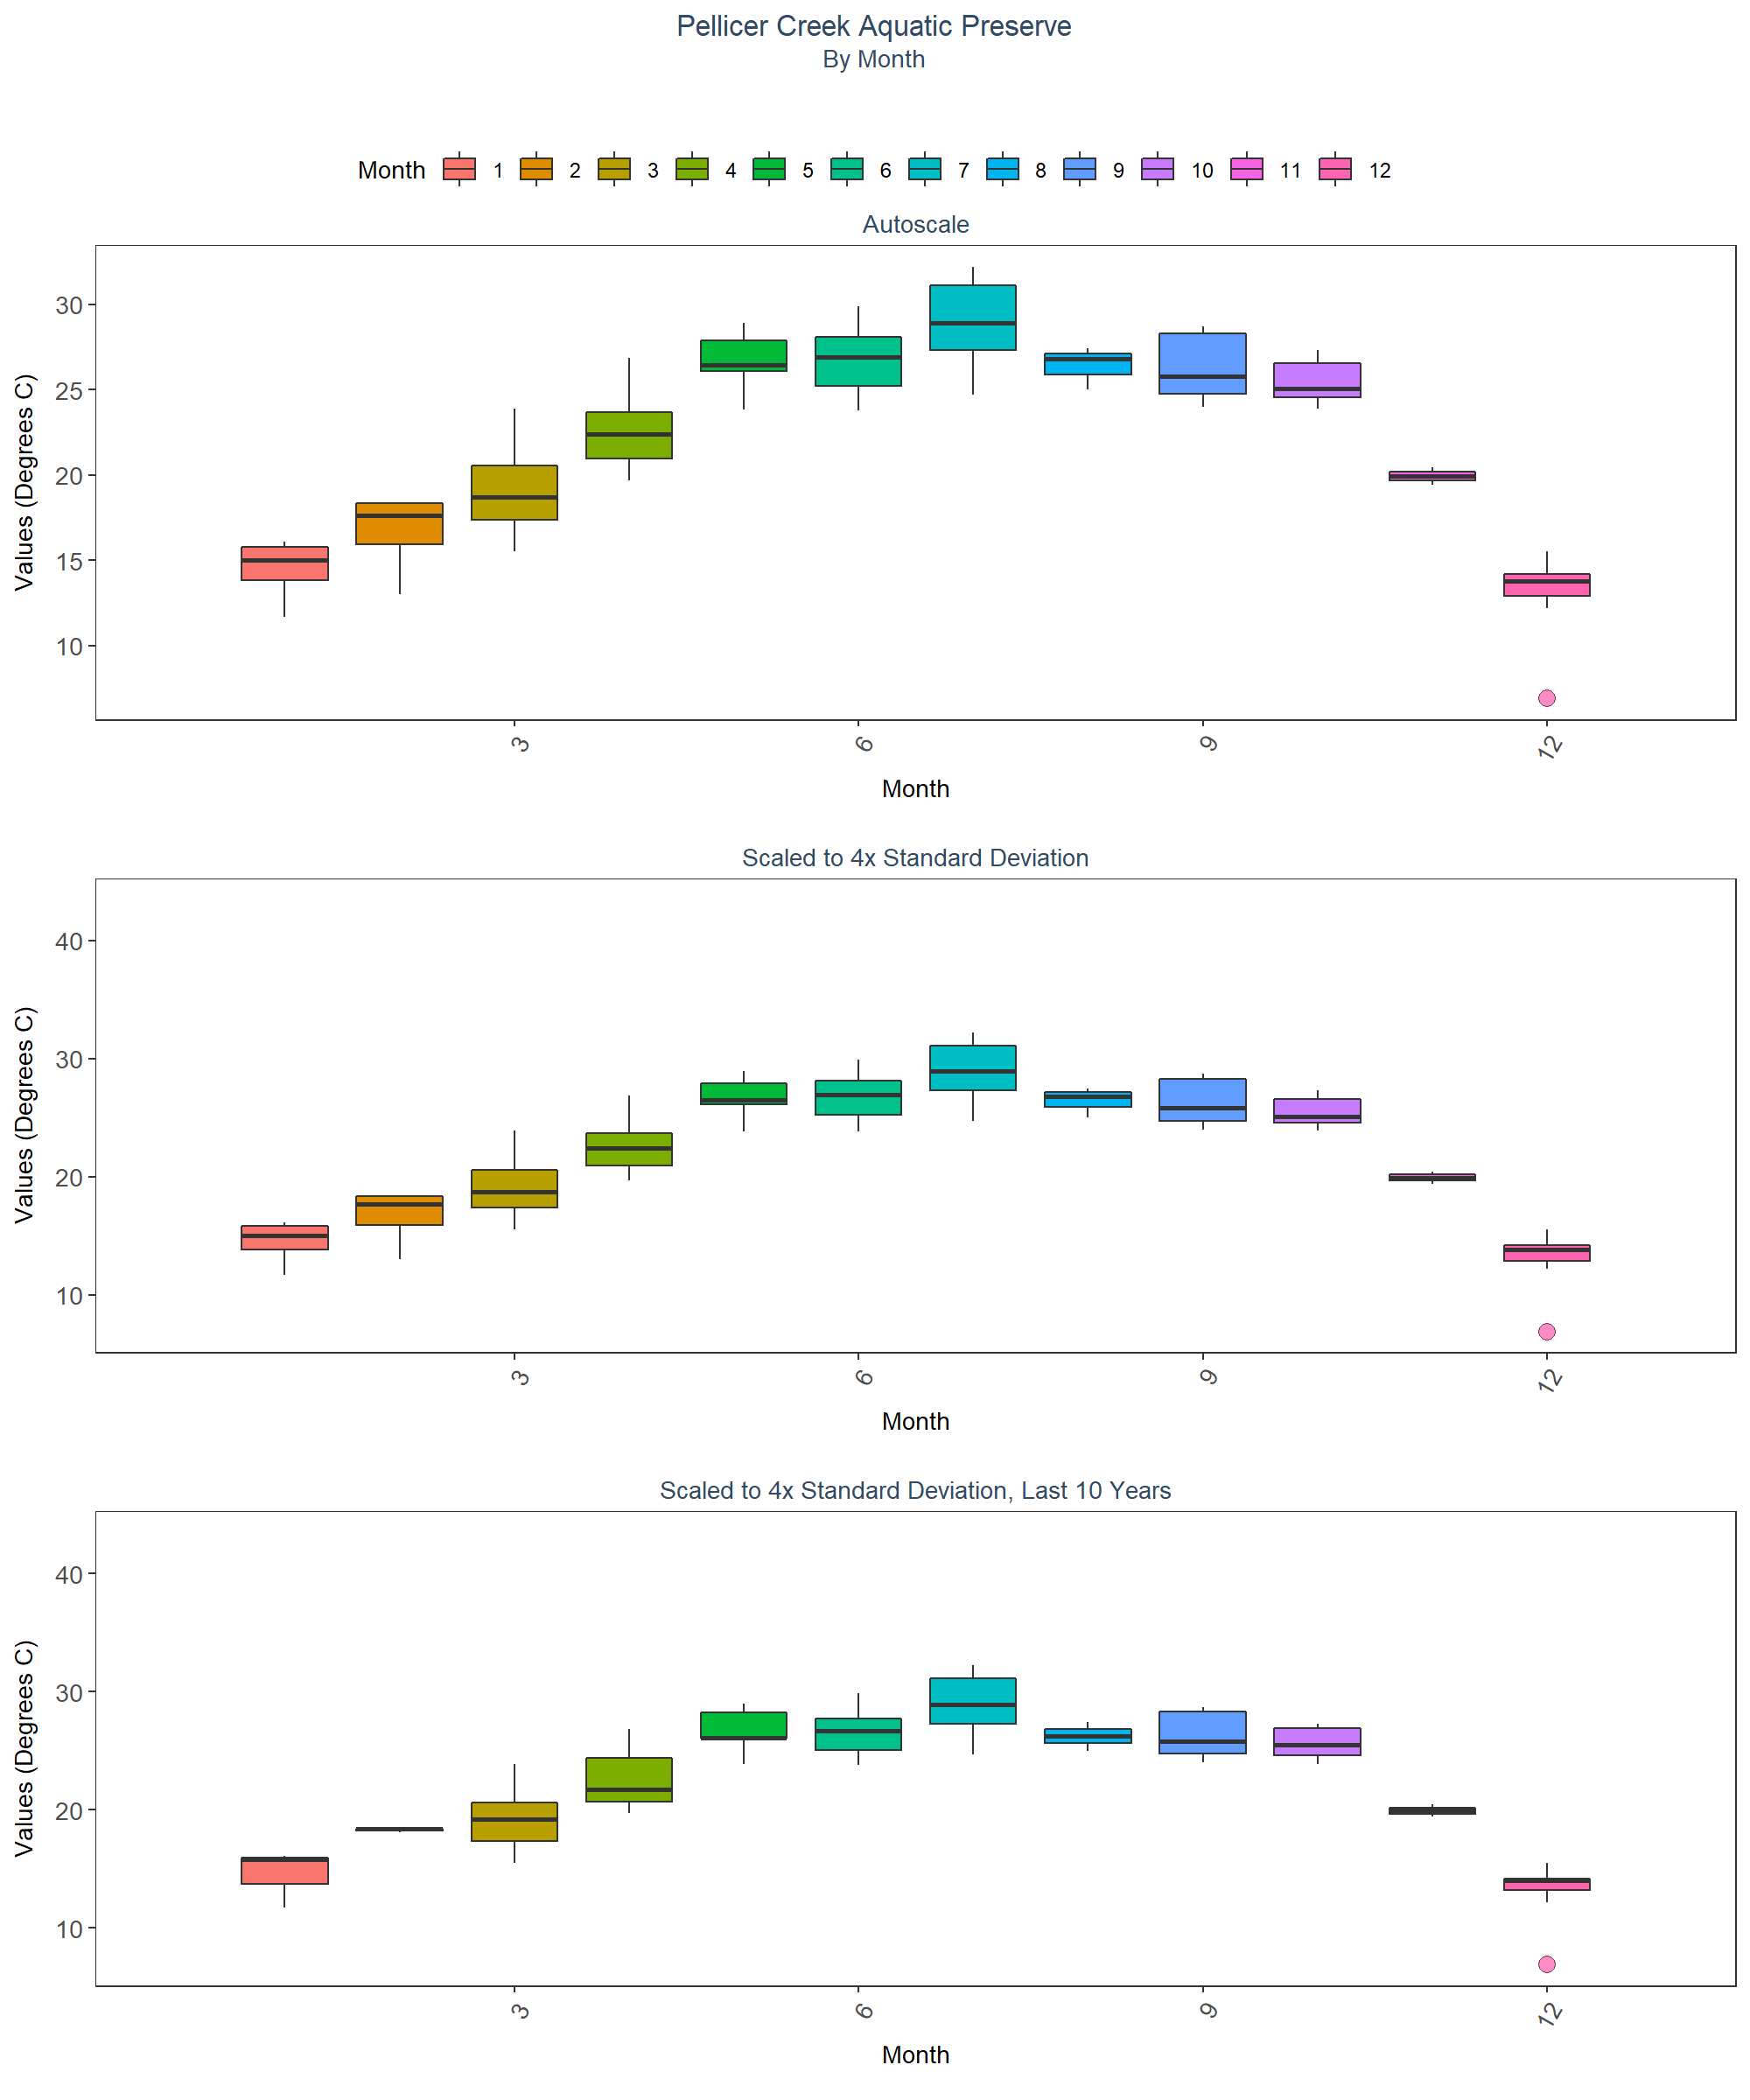 Pellicer Creek Aquatic Preserve
By Month
Month 1 2 3 4 5 6 7 8 9 10 11 12
Autoscale
Values (Degrees C)
30
25
20
15
10
3 6 9 12
Month
Scaled to 4x Standard Deviation
Values (Degrees C)
40
30
20
10
3 6 9 12
Month
Scaled to 4x Standard Deviation, Last 10 Years
Values (Degrees C)
40
30
20
10
3 6 9 12
Month